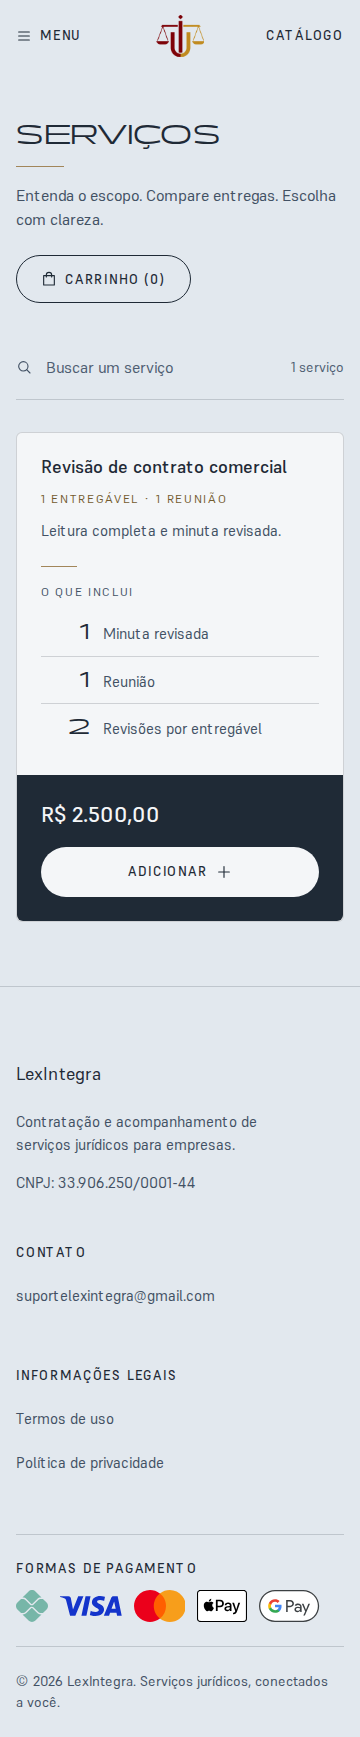 MENU
CATÁLOGO
SERVIÇOS
Entenda o escopo. Compare entregas. Escolha
com clareza.
CARRINHO (0)
Buscar um serviço
1 serviço
Revisão de contrato comercial
1 ENTREGÁVEL · 1 REUNIÃO
Leitura completa e minuta revisada.
O QUE INCLUI
1 Minuta revisada
1 Reunião
2 Revisões por entregável
R$ 2.500,00
ADICIONAR
LexIntegra
Contratação e acompanhamento de
serviços jurídicos para empresas.
CNPJ: 33.906.250/0001-44
CONTATO
suportelexintegra@gmail.com
INFORMAÇÕES LEGAIS
Termos de uso
Política de privacidade
FORMAS DE PAGAMENTO
VISA
Pay
G Pay
© 2026 LexIntegra. Serviços jurídicos, conectados
a você.